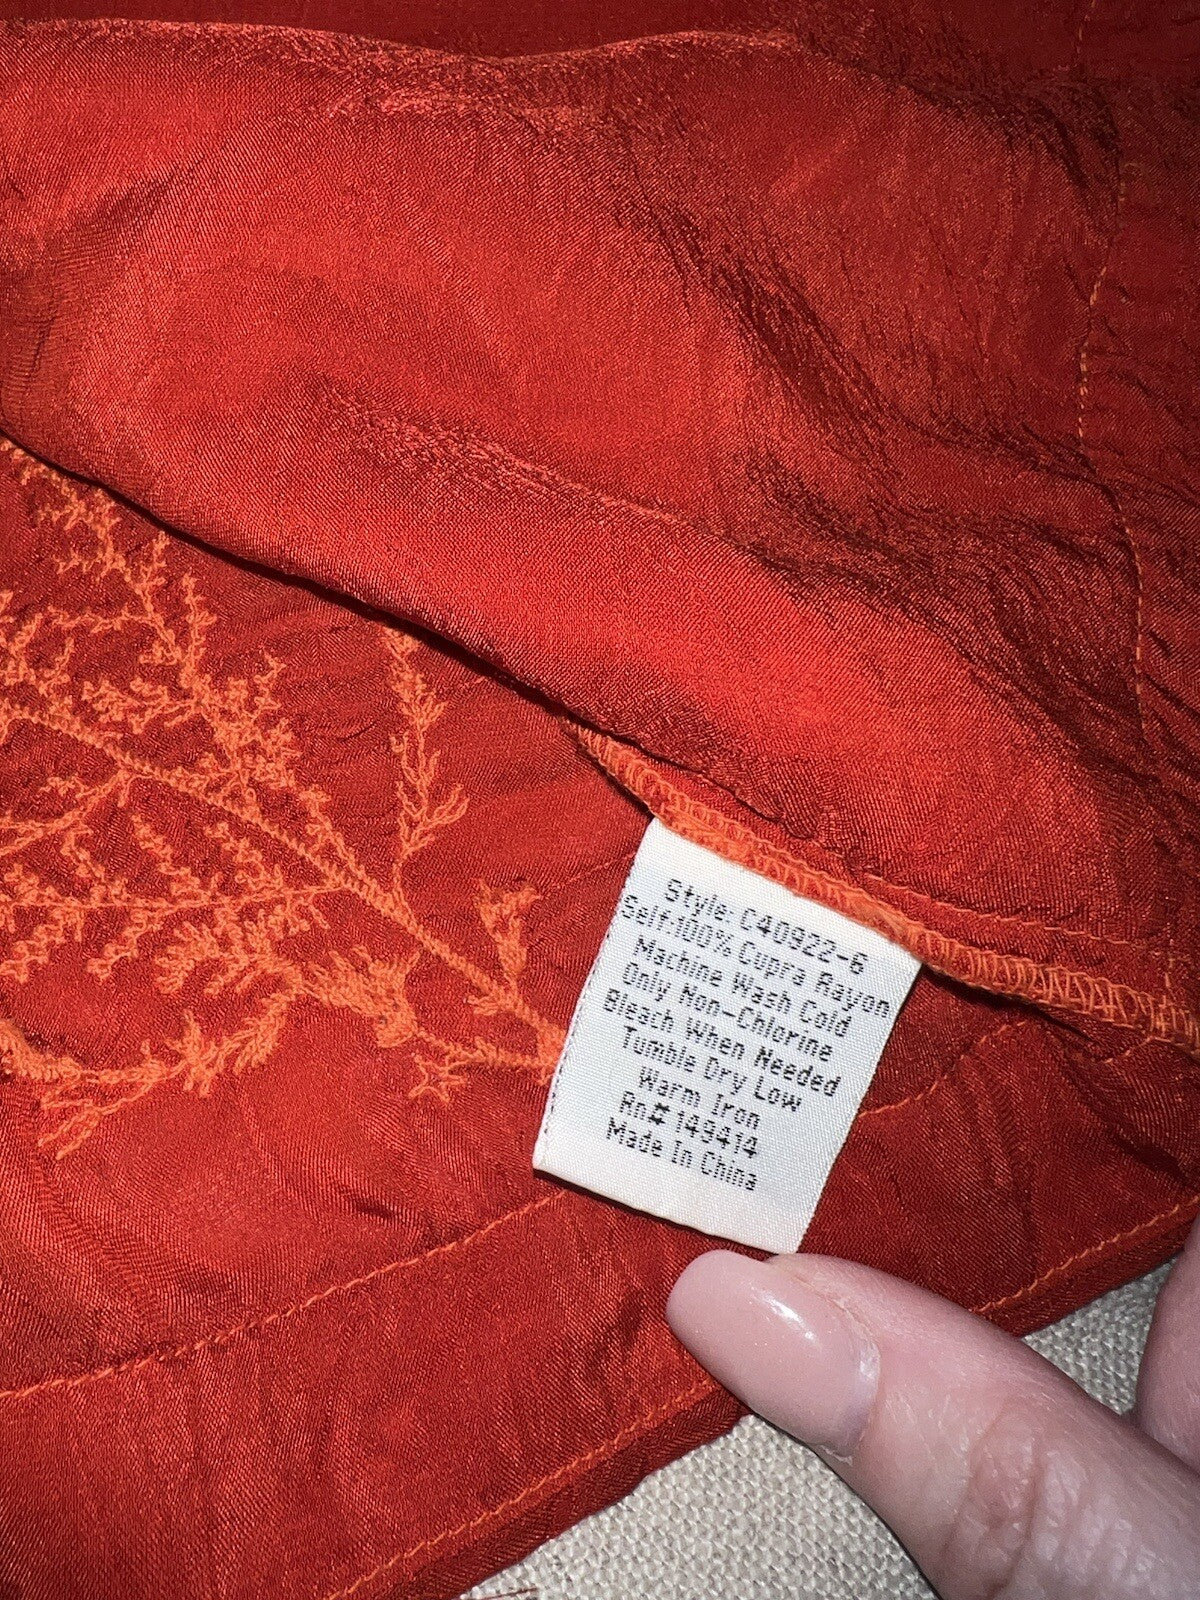 Style: C40922-6
Self:100% Cupra Rayon
Machine Wash Cold
Only Non-Chlorine
Bleach When Needed
Tumble Dry Low
Warm Iron
Rn# 149414
Made In China